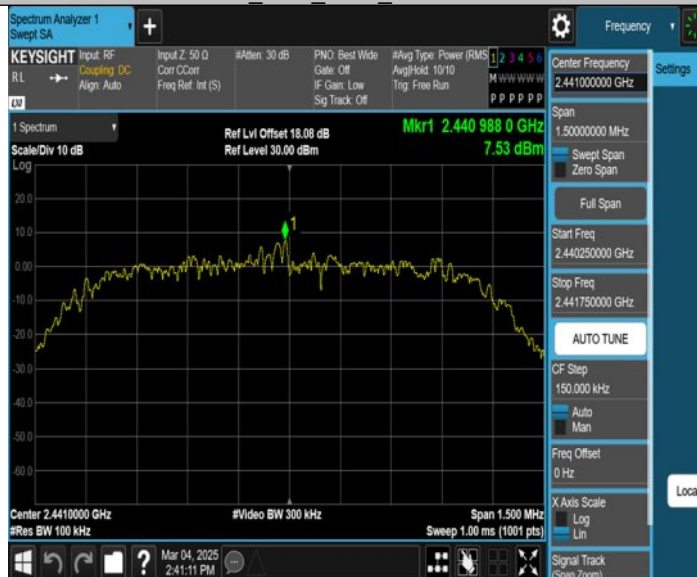 Spectrum Analyzer 1
Swept SA
+
Frequency
KEYSIGHT
RL
LXI
Input: RF
Coupling: DC
Align: Auto
Input Z: 50 Ω
Corr CCorr
Freq Ref: Int (S)
#Atten: 30 dB
PNO: Best Wide
Gate: Off
IF Gain: Low
Sig Track: Off
#Avg Type: Power (RMS
Avg|Hold: 10/10
Trig: Free Run
1 2 3 4 5 6
M W W W W W
P P P P P P
1 Spectrum
Scale/Div 10 dB
Log
Ref Lvl Offset 18.08 dB
Ref Level 30.00 dBm
Mkr1 2.440 988 0 GHz
7.53 dBm
1
20.0
10.0
0.00
-10.0
-20.0
-30.0
-40.0
-50.0
-60.0
Center 2.4410000 GHz
#Res BW 100 kHz
#Video BW 300 kHz
Span 1.500 MHz
Sweep 1.00 ms (1001 pts)
?
Mar 04, 2025
2:41:11 PM
Center Frequency
2.441000000 GHz
Span
1.50000000 MHz
Swept Span
Zero Span
Full Span
Start Freq
2.440250000 GHz
Stop Freq
2.441750000 GHz
AUTO TUNE
CF Step
150.000 kHz
Auto
Man
Freq Offset
0 Hz
X Axis Scale
Log
Lin
Signal Track
(Span Zoom)
Settings
Loca